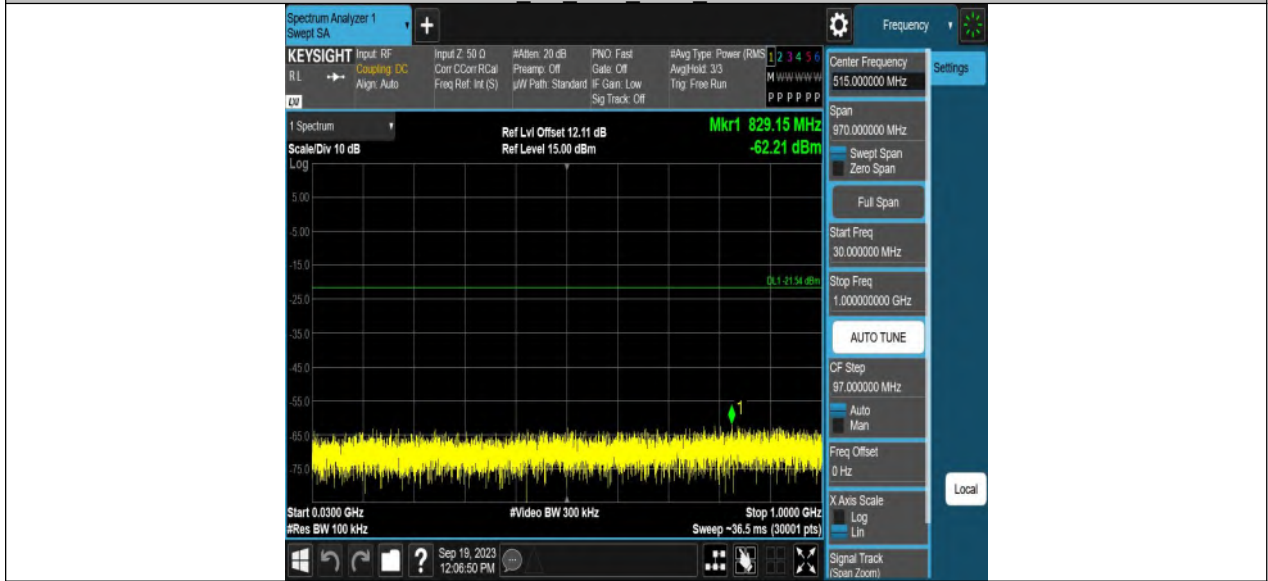 Spectrum Analyzer 1
Swept SA
+
Frequency
KEYSIGHT
RL
LXI
Input: RF
Coupling: DC
Align: Auto
Input Z: 50 Ω
Corr CCorr RCal
Freq Ref: Int (S)
#Atten: 20 dB
Preamp: Off
µW Path: Standard
PNO: Fast
Gate: Off
IF Gain: Low
Sig Track: Off
#Avg Type: Power (RMS
Avg|Hold: 3/3
Trig: Free Run
1 2 3 4 5 6
M W W W W W
P P P P P P
1 Spectrum
Scale/Div 10 dB
Log
Ref Lvl Offset 12.11 dB
Ref Level 15.00 dBm
Mkr1 829.15 MHz
-62.21 dBm
5.00
-5.00
-15.0
DL1 -21.54 dBm
-25.0
-35.0
-45.0
-55.0
1
-65.0
-75.0
Start 0.0300 GHz
#Res BW 100 kHz
#Video BW 300 kHz
Stop 1.0000 GHz
Sweep ~36.5 ms (30001 pts)
Center Frequency
515.000000 MHz
Settings
Span
970.000000 MHz
Swept Span
Zero Span
Full Span
Start Freq
30.000000 MHz
Stop Freq
1.000000000 GHz
AUTO TUNE
CF Step
97.000000 MHz
Auto
Man
Freq Offset
0 Hz
X Axis Scale
Log
Lin
Local
Signal Track
(Span Zoom)
?
Sep 19, 2023
12:06:50 PM